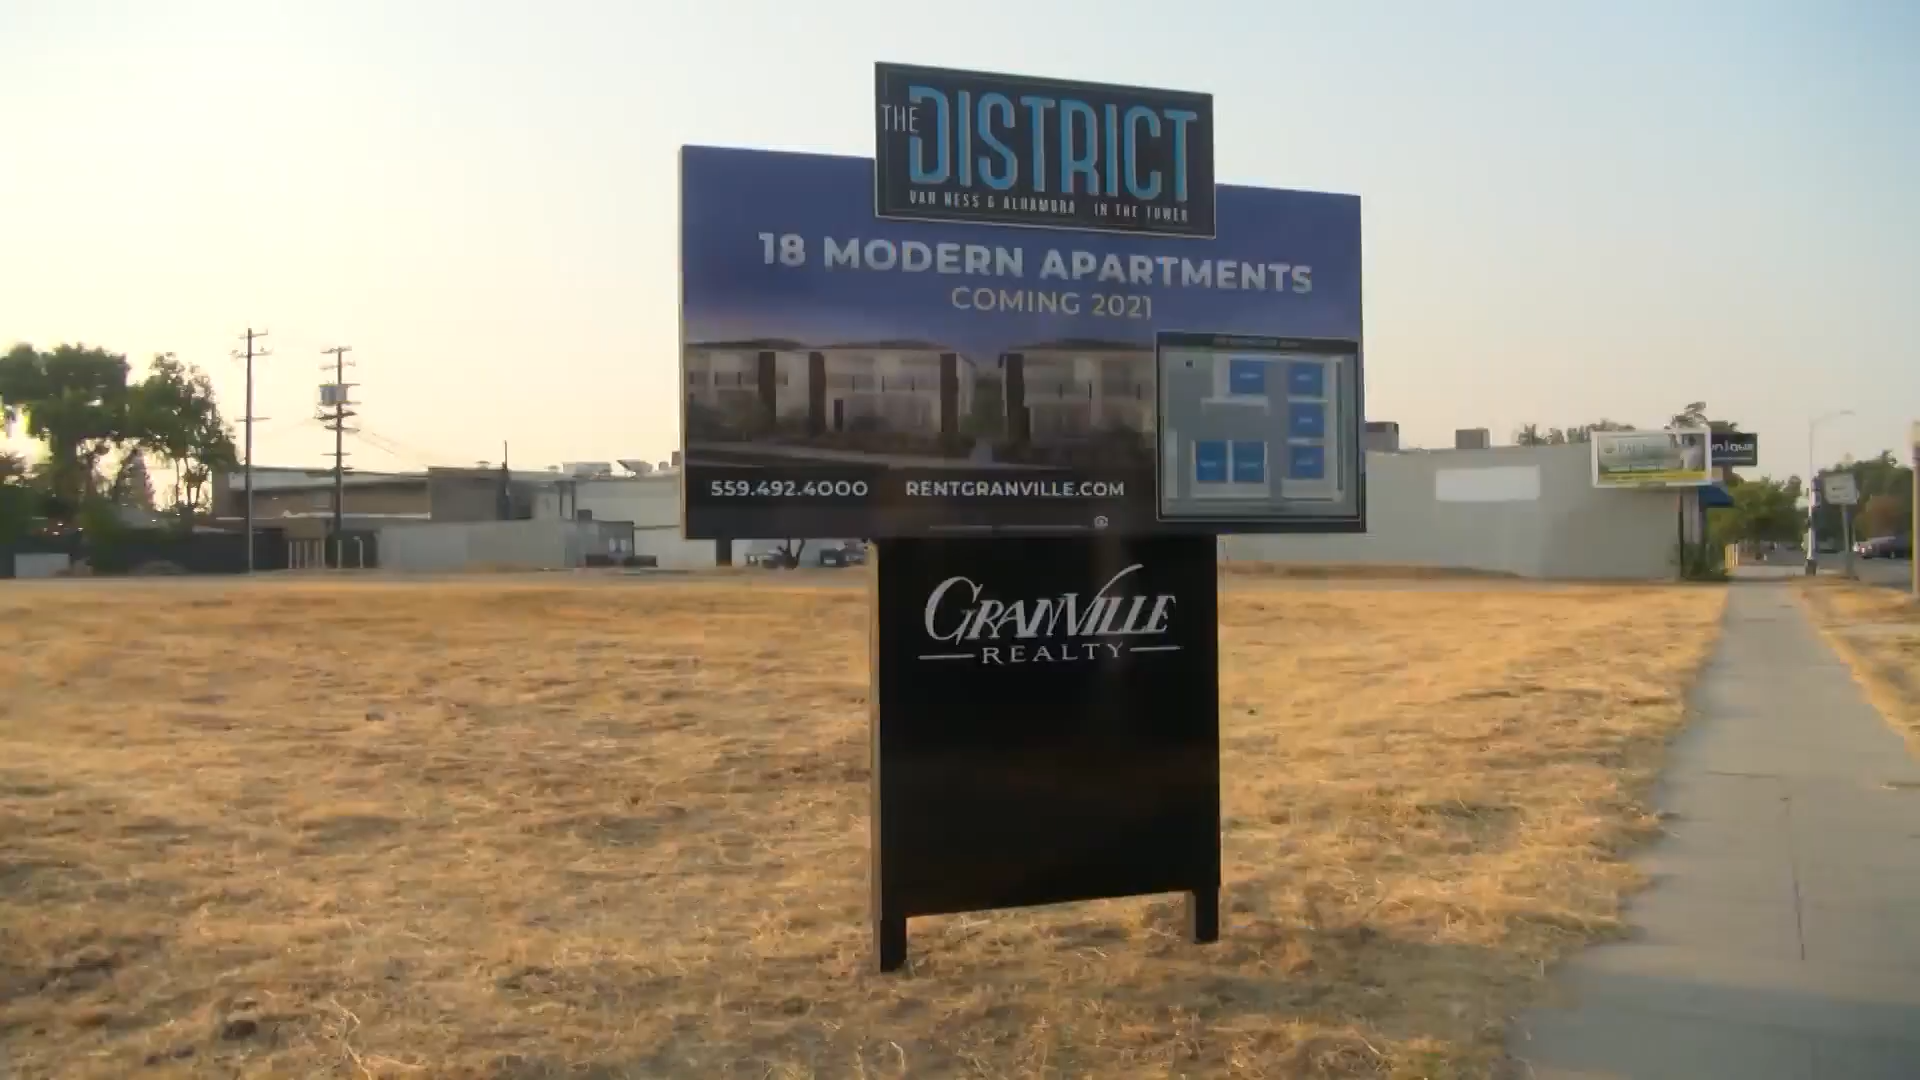 THE DISTRICT
VAN NESS & ALHAMBRA IN THE TOWER
18 MODERN APARTMENTS
COMING 2021
559.492.4000 RENTGRANVILLE.COM
GRANVILLE
REALTY